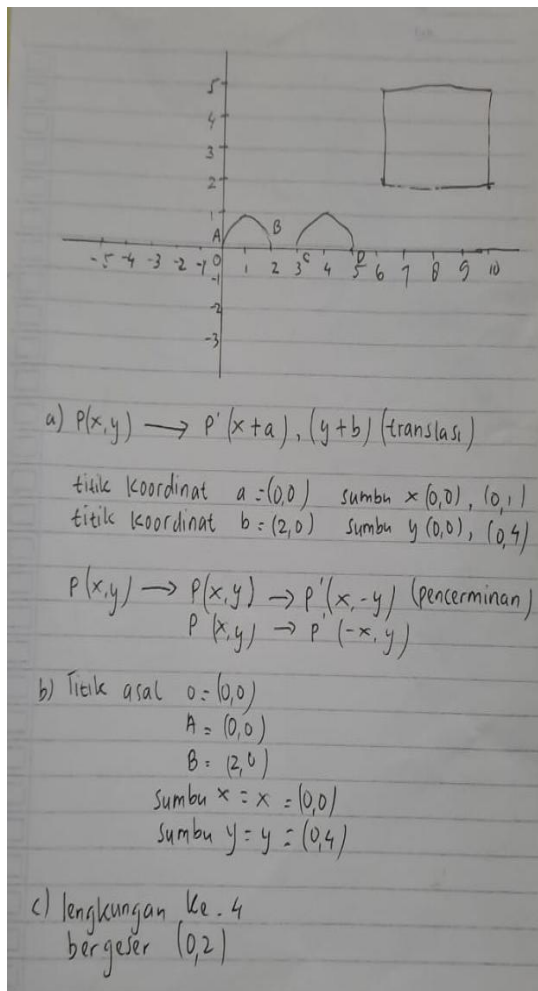 5
4
3
2
1
A B
-5 -4 -3 -2 -1 0 1 2 3 C 4 5 D 6 7 8 9 10
-1
-2
-3
a) P(x,y) → P'(x+a), (y+b) (translasi)
titik koordinat a = (0,0) sumbu x (0,0), (0,1)
titik koordinat b = (2,0) sumbu y (0,0), (0,4)
P(x,y) → P(x,y) → P'(x,-y) (pencerminan)
P(x,y) → P'(-x,y)
b) Titik asal 0 = (0,0)
A = (0,0)
B = (2,0)
Sumbu x = x = (0,0)
Sumbu y = y = (0,4)
c) lengkungan ke-4
bergeser (0,2)